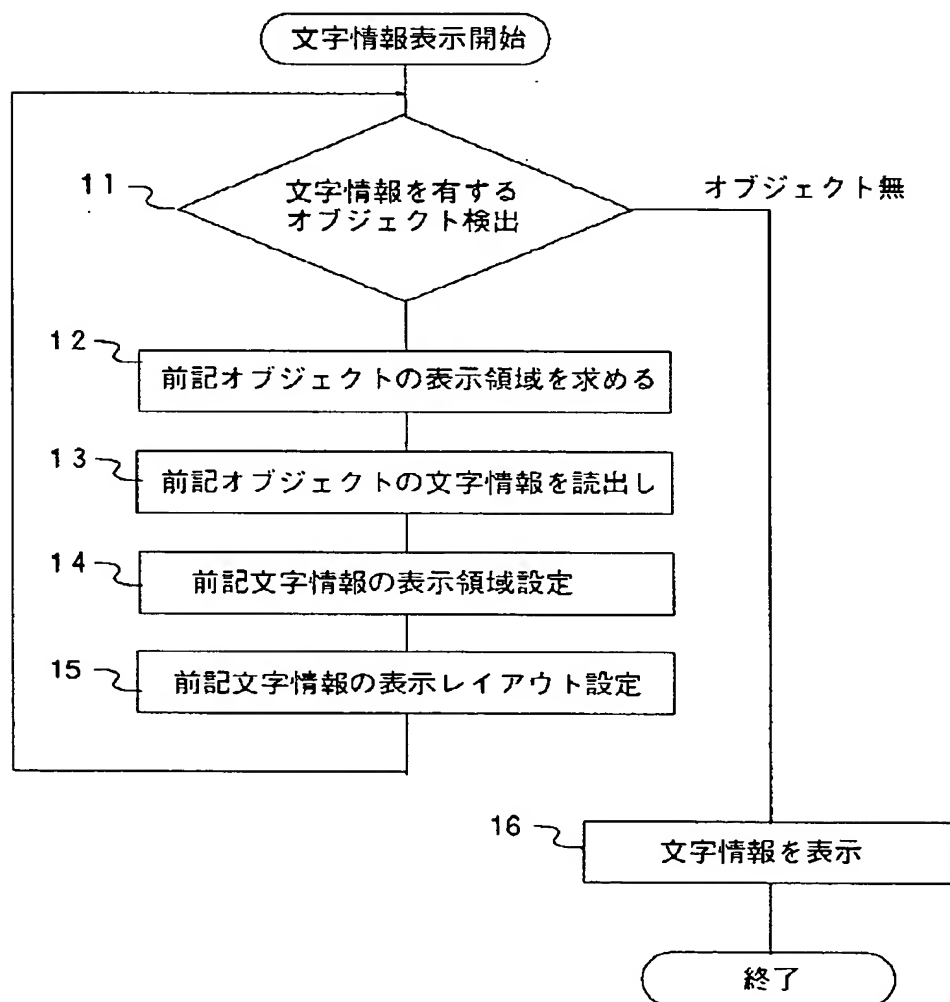 文字情報表示開始
11
文字情報を有する
オブジェクト検出
オブジェクト無
12
前記オブジェクトの表示領域を求める
13
前記オブジェクトの文字情報を読出し
14
前記文字情報の表示領域設定
15
前記文字情報の表示レイアウト設定
16
文字情報を表示
終了